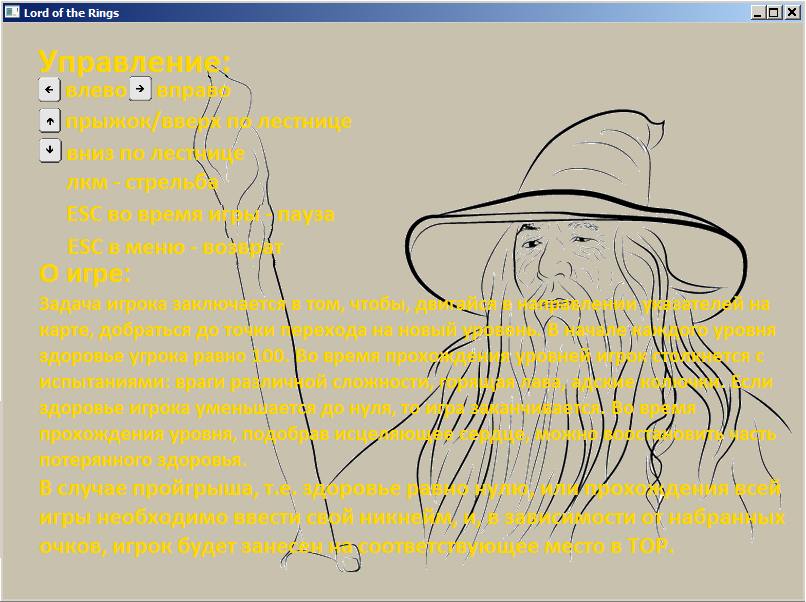 Lord of the Rings
Управление:
← влево → вправо
↑ прыжок/вверх по лестнице
↓ вниз по лестнице
лкм - стрельба
ESC во время игры - пауза
ESC в меню - возврат
О игре:
Задача игрока заключается в том, чтобы, двигайся в направлении указателей на
карте, добраться до точки перехода на новый уровень. В начале каждого уровня
здоровье угрока равно 100. Во время прохождения уровней игрок столкнется с
испытаниями: враги различной сложности, горящая лава, адские колючки. Если
здоровье игрока уменьшается до нуля, то игра заканчивается. Во время
прохождения уровня, подобрав исцеляющее сердце, можно восстановить часть
потерянного здоровья.
В случае пройгрыша, т.е. здоровье равно нулю, или прохождения всей
игры необходимо ввести свой никнейм, и, в зависимости от набранных
очков, игрок будет занесен на соответствующее место в TOP.